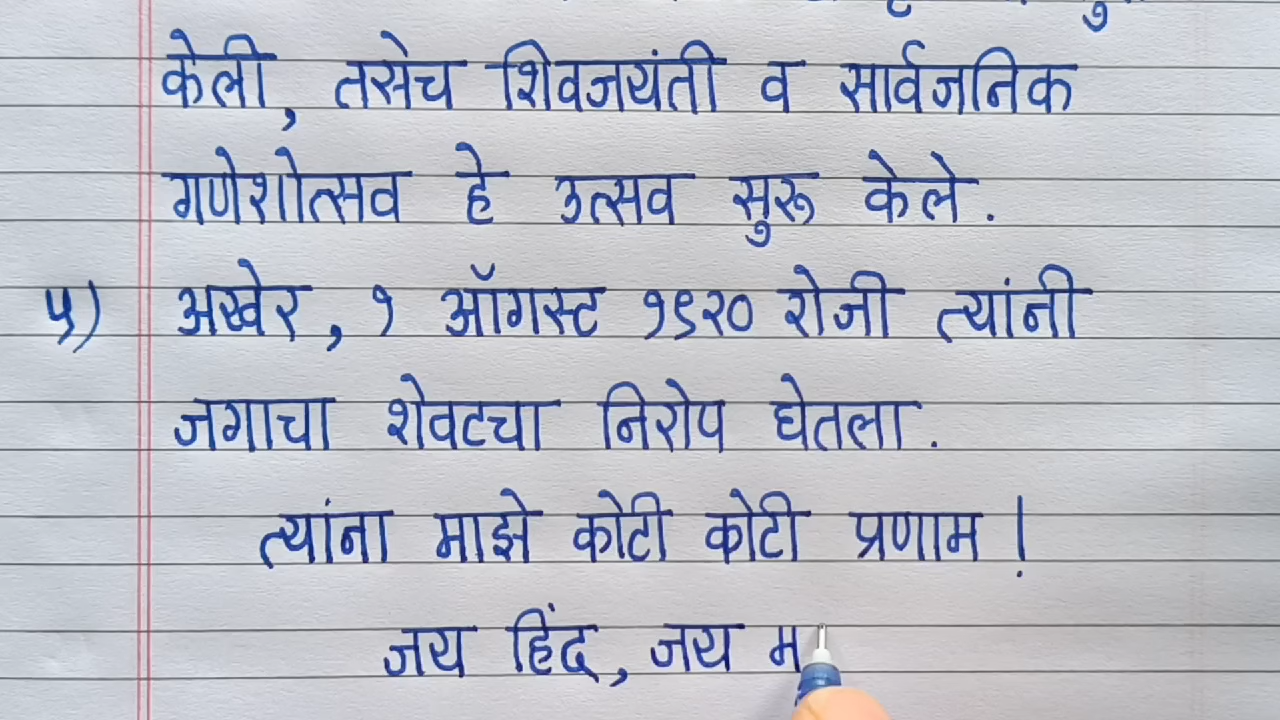 केली, तसेच शिवजयंती व सार्वजनिक
गणेशोत्सव हे उत्सव सुरू केले.
५) अखेर, १ ऑगस्ट १९२० रोजी त्यांनी
जगाचा शेवटचा निरोप घेतला.
त्यांना माझे कोटी कोटी प्रणाम!
जय हिंद, जय म